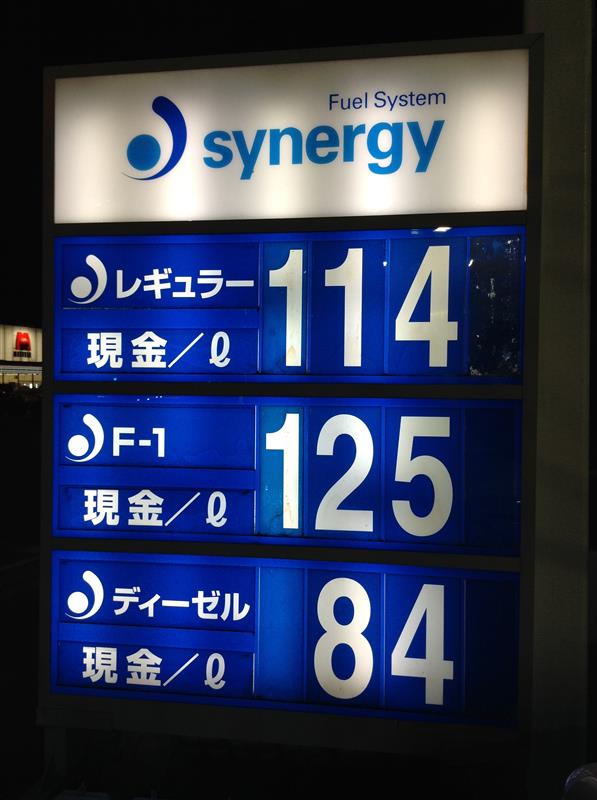 Fuel System
synergy
レギュラー
現金/ℓ
114
F-1
現金/ℓ
125
ディーゼル
現金/ℓ
84